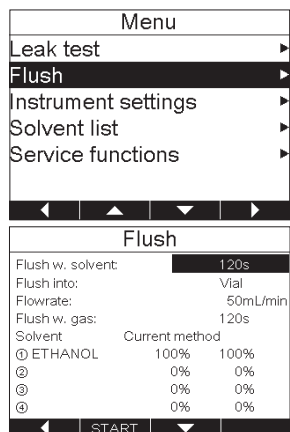 Menu
Leak test
Flush
Instrument settings
Solvent list
Service functions
Flush
Flush w. solvent: 120s
Flush into: Vial
Flowrate: 50mL/min
Flush w. gas: 120s
Solvent Current method
① ETHANOL 100% 100%
② 0% 0%
③ 0% 0%
④ 0% 0%
START